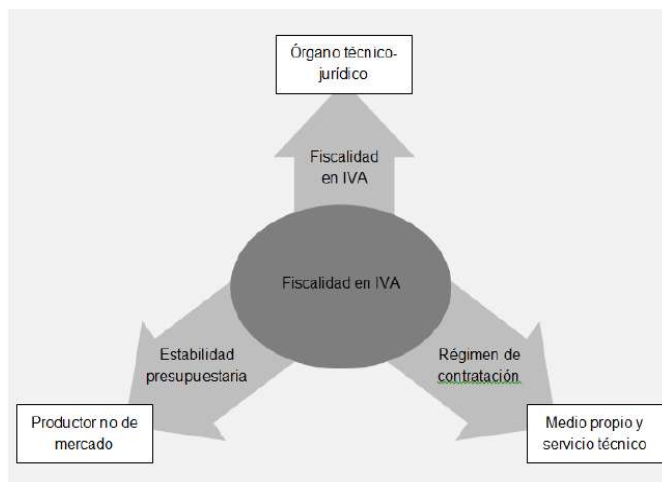 Órgano técnico-
jurídico
Fiscalidad
en IVA
Fiscalidad en IVA
Estabilidad
presupuestaria
Régimen de
contratación
Productor no de
mercado
Medio propio y
servicio técnico